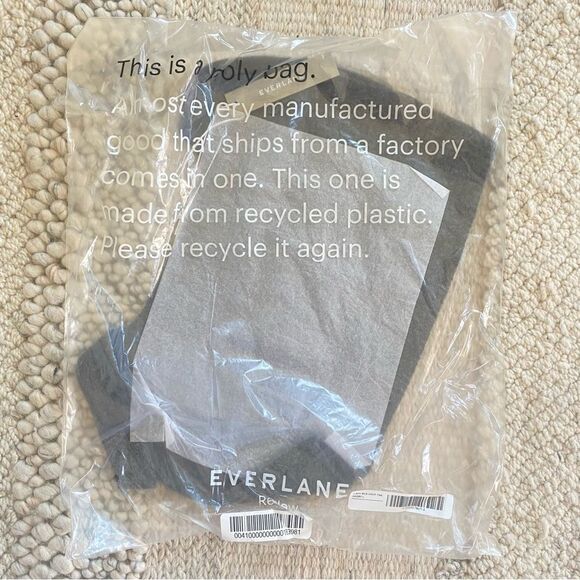 This is a poly bag.
EVERLANE
Almost every manufactured
good that ships from a factory
comes in one. This one is
made from recycled plastic.
Please recycle it again.
EVERLANE